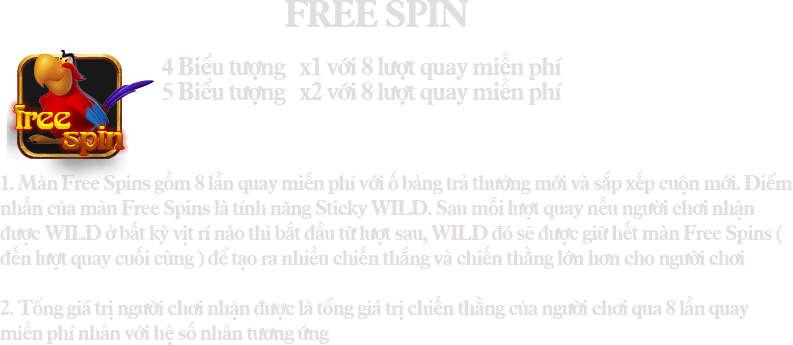 FREE SPIN
4 Biểu tượng x1 với 8 lượt quay miễn phí
5 Biểu tượng x2 với 8 lượt quay miễn phí
free
spin
1. Màn Free Spins gồm 8 lần quay miễn phí với ố bảng trả thưởng mới và sắp xếp cuộn mới. Điểm
nhấn của màn Free Spins là tính năng Sticky WILD. Sau mỗi lượt quay nếu người chơi nhận
được WILD ở bất kỳ vịt rí nào thì bắt đầu từ lượt sau, WILD đó sẽ được giữ hết màn Free Spins (
đến lượt quay cuối cùng ) để tạo ra nhiều chiến thắng và chiến thằng lớn hơn cho người chơi
2. Tổng giá trị người chơi nhận được là tổng giá trị chiến thằng của người chơi qua 8 lần quay
miễn phí nhân với hệ số nhân tương ứng